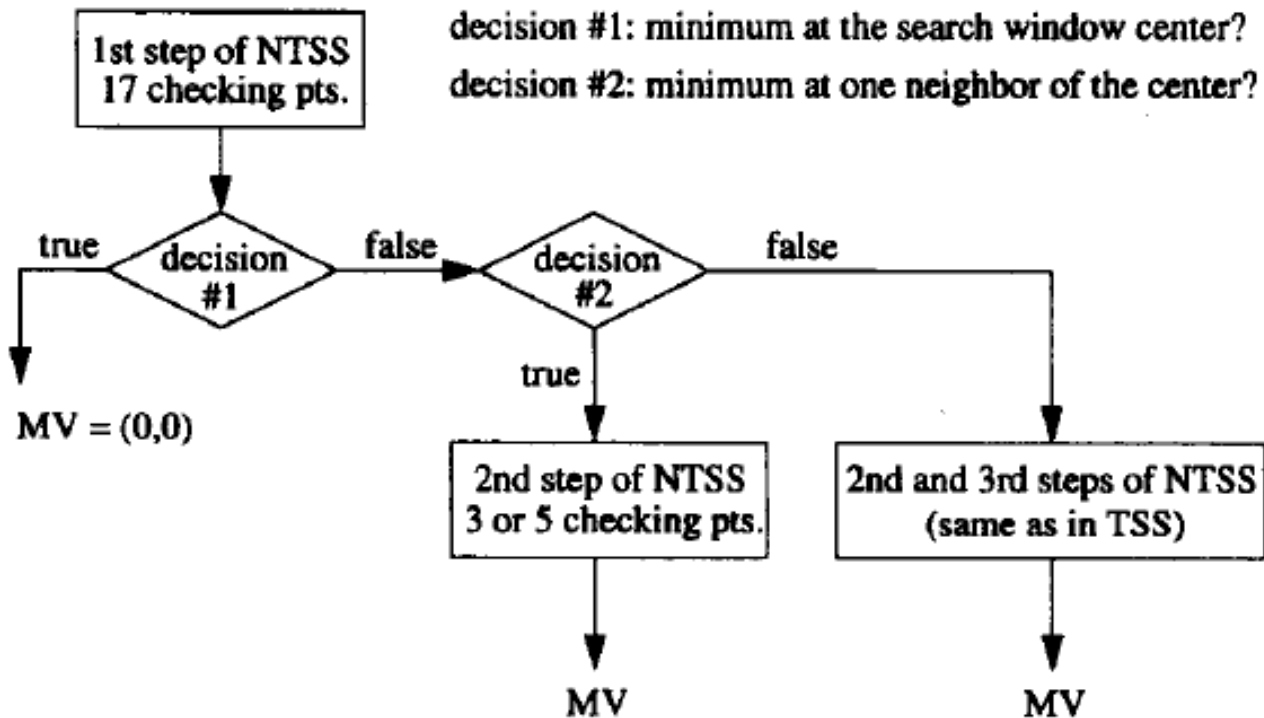 1st step of NTSS
17 checking pts.
decision #1: minimum at the search window center?
decision #2: minimum at one neighbor of the center?
true
decision
#1
false
decision
#2
false
MV = (0,0)
true
2nd step of NTSS
3 or 5 checking pts.
2nd and 3rd steps of NTSS
(same as in TSS)
MV
MV